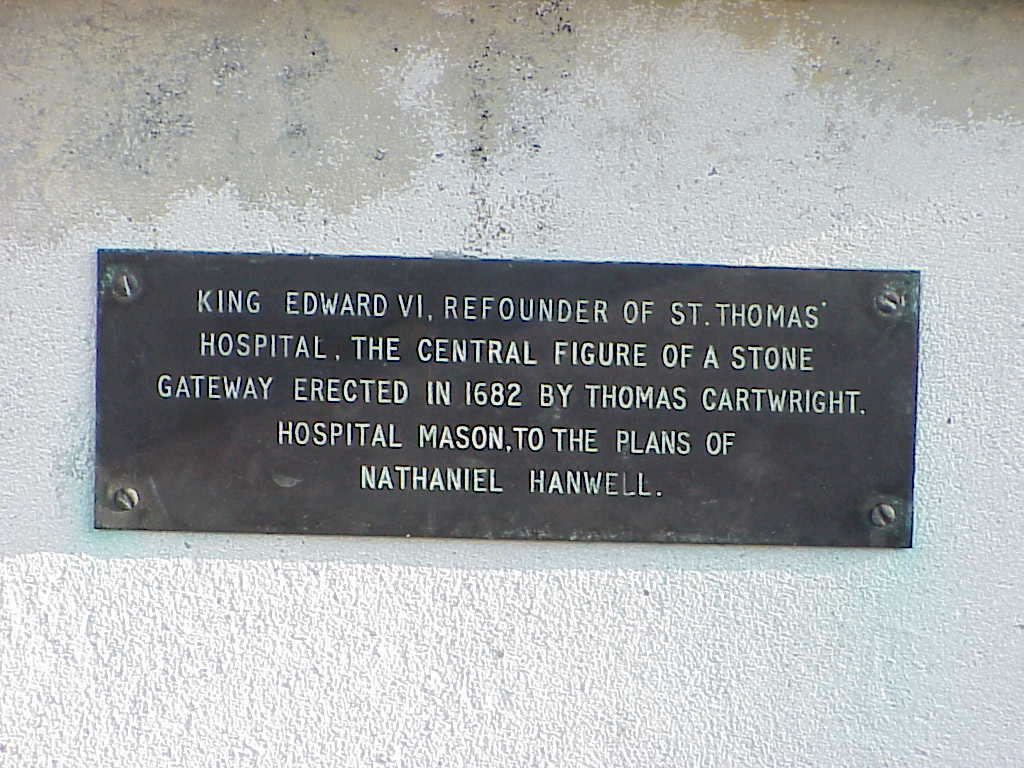 KING EDWARD VI, REFOUNDER OF ST. THOMAS'
HOSPITAL, THE CENTRAL FIGURE OF A STONE
GATEWAY ERECTED IN 1682 BY THOMAS CARTWRIGHT.
HOSPITAL MASON, TO THE PLANS OF
NATHANIEL HANWELL.